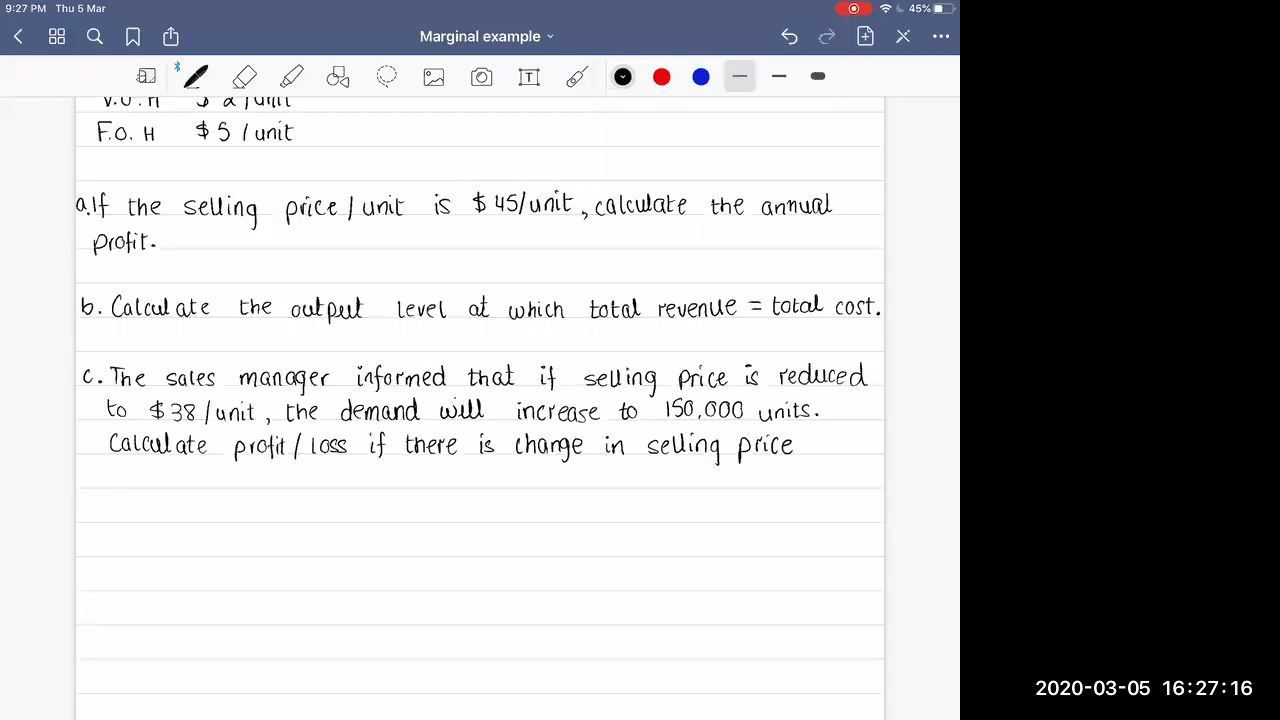 9:27 PM Thu 5 Mar
45%
Marginal example
T
V.O.H $ 2/unit
F.O.H $ 5 / unit
a.If the selling price / unit is $ 45/unit, calculate the annual
profit.
b. Calculate the output level at which total revenue = total cost.
c. The sales manager informed that if selling price is reduced
to $38/unit, the demand will increase to 150,000 units.
Calculate profit/loss if there is change in selling price
2020-03-05 16:27:16